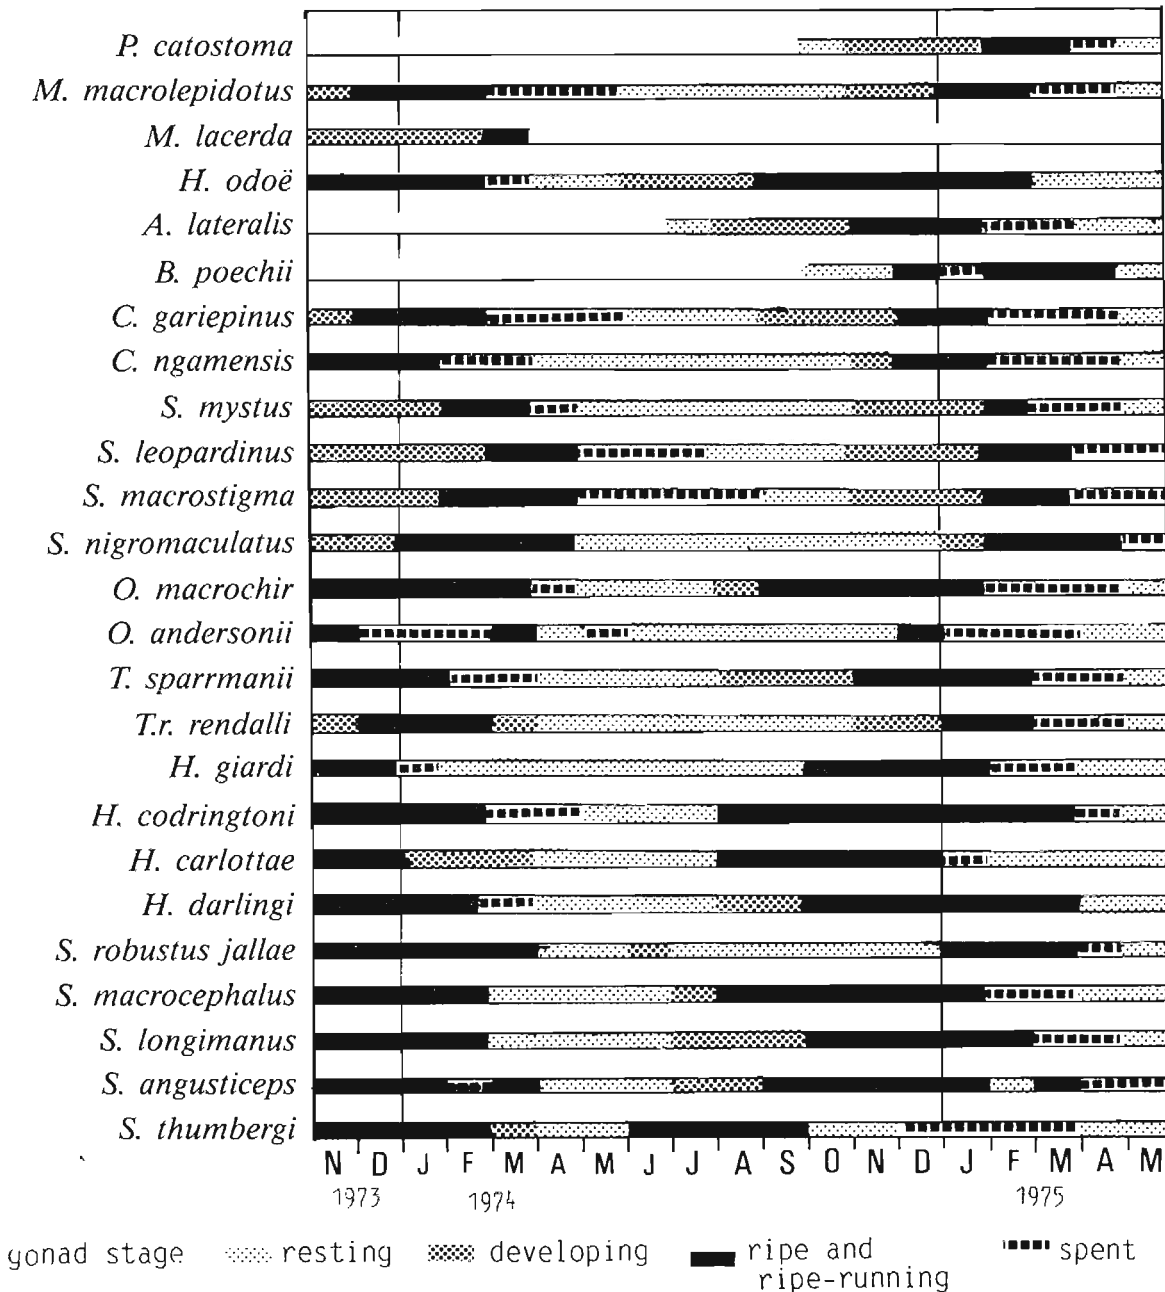 P. catostoma
M. macrolepidotus
M. lacerda
H. odoë
A. lateralis
B. poechii
C. gariepinus
C. ngamensis
S. mystus
S. leopardinus
S. macrostigma
S. nigromaculatus
O. macrochir
O. andersonii
T. sparrmanii
T.r. rendalli
H. giardi
H. codringtoni
H. carlottae
H. darlingi
S. robustus jallae
S. macrocephalus
S. longimanus
S. angusticeps
S. thumbergi
N D J F M A M J J A S O N D J F M A M
1973 1974 1975
gonad stage resting developing ripe and ripe-running spent